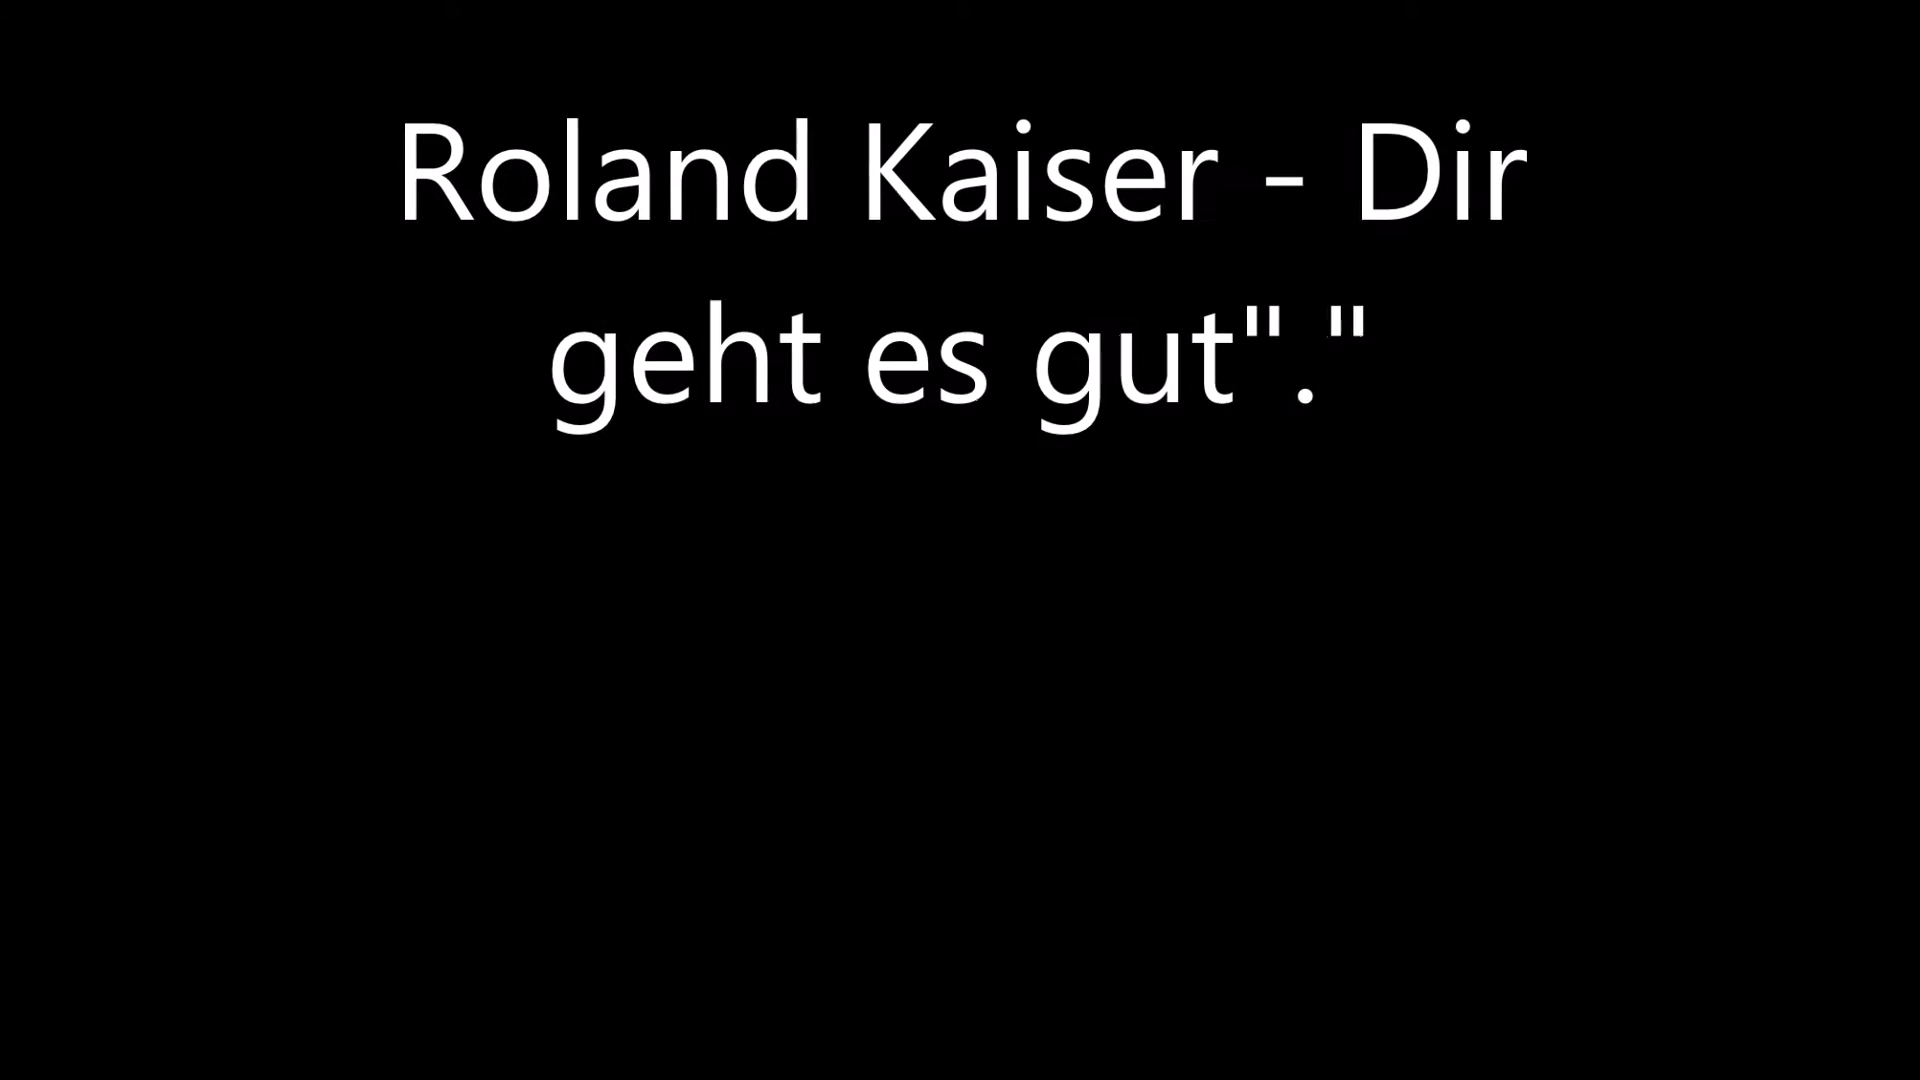 Roland Kaiser - Dir
geht es gut"."